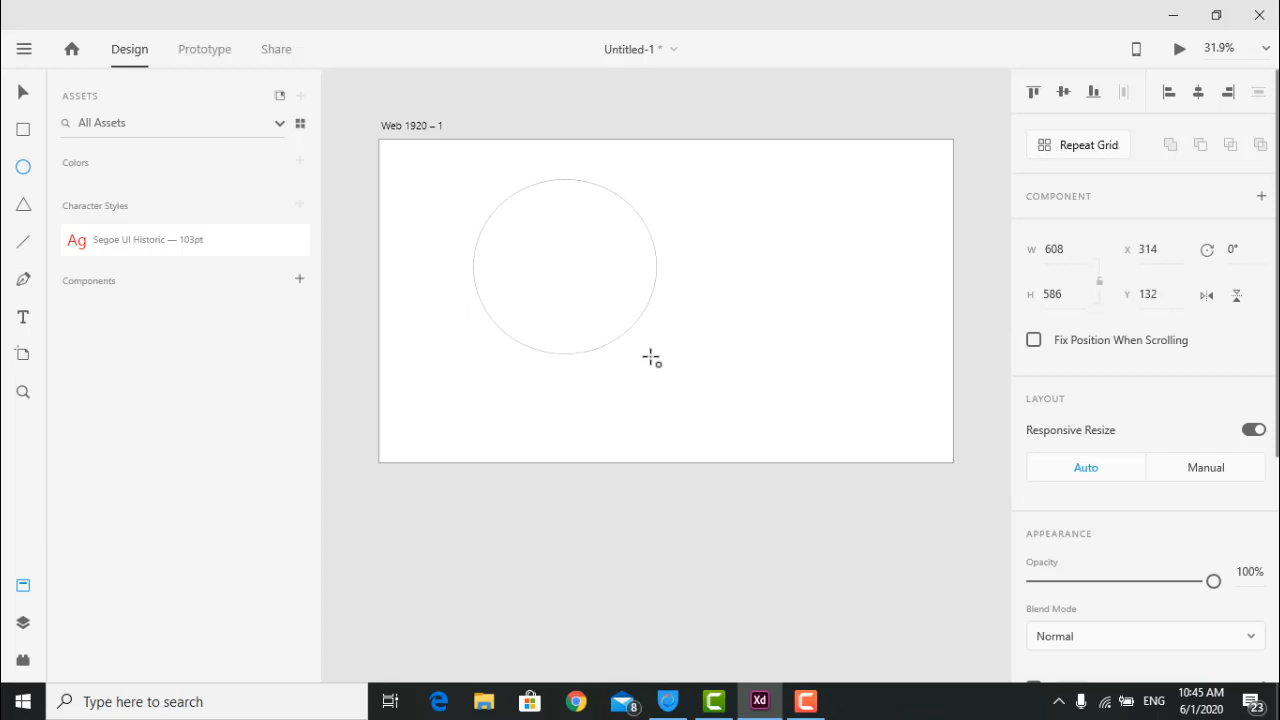 Design
Prototype
Share
Untitled-1 *
31.9%
ASSETS
All Assets
Colors
Character Styles
Ag Segoe UI Historic — 103pt
Components
Web 1920 – 1
Repeat Grid
COMPONENT
W 608 X 314 0°
H 586 Y 132
Fix Position When Scrolling
LAYOUT
Responsive Resize
Auto Manual
APPEARANCE
Opacity
100%
Blend Mode
Normal
Type here to search
8
Xd
ENG
10:45 AM
6/1/2020
23